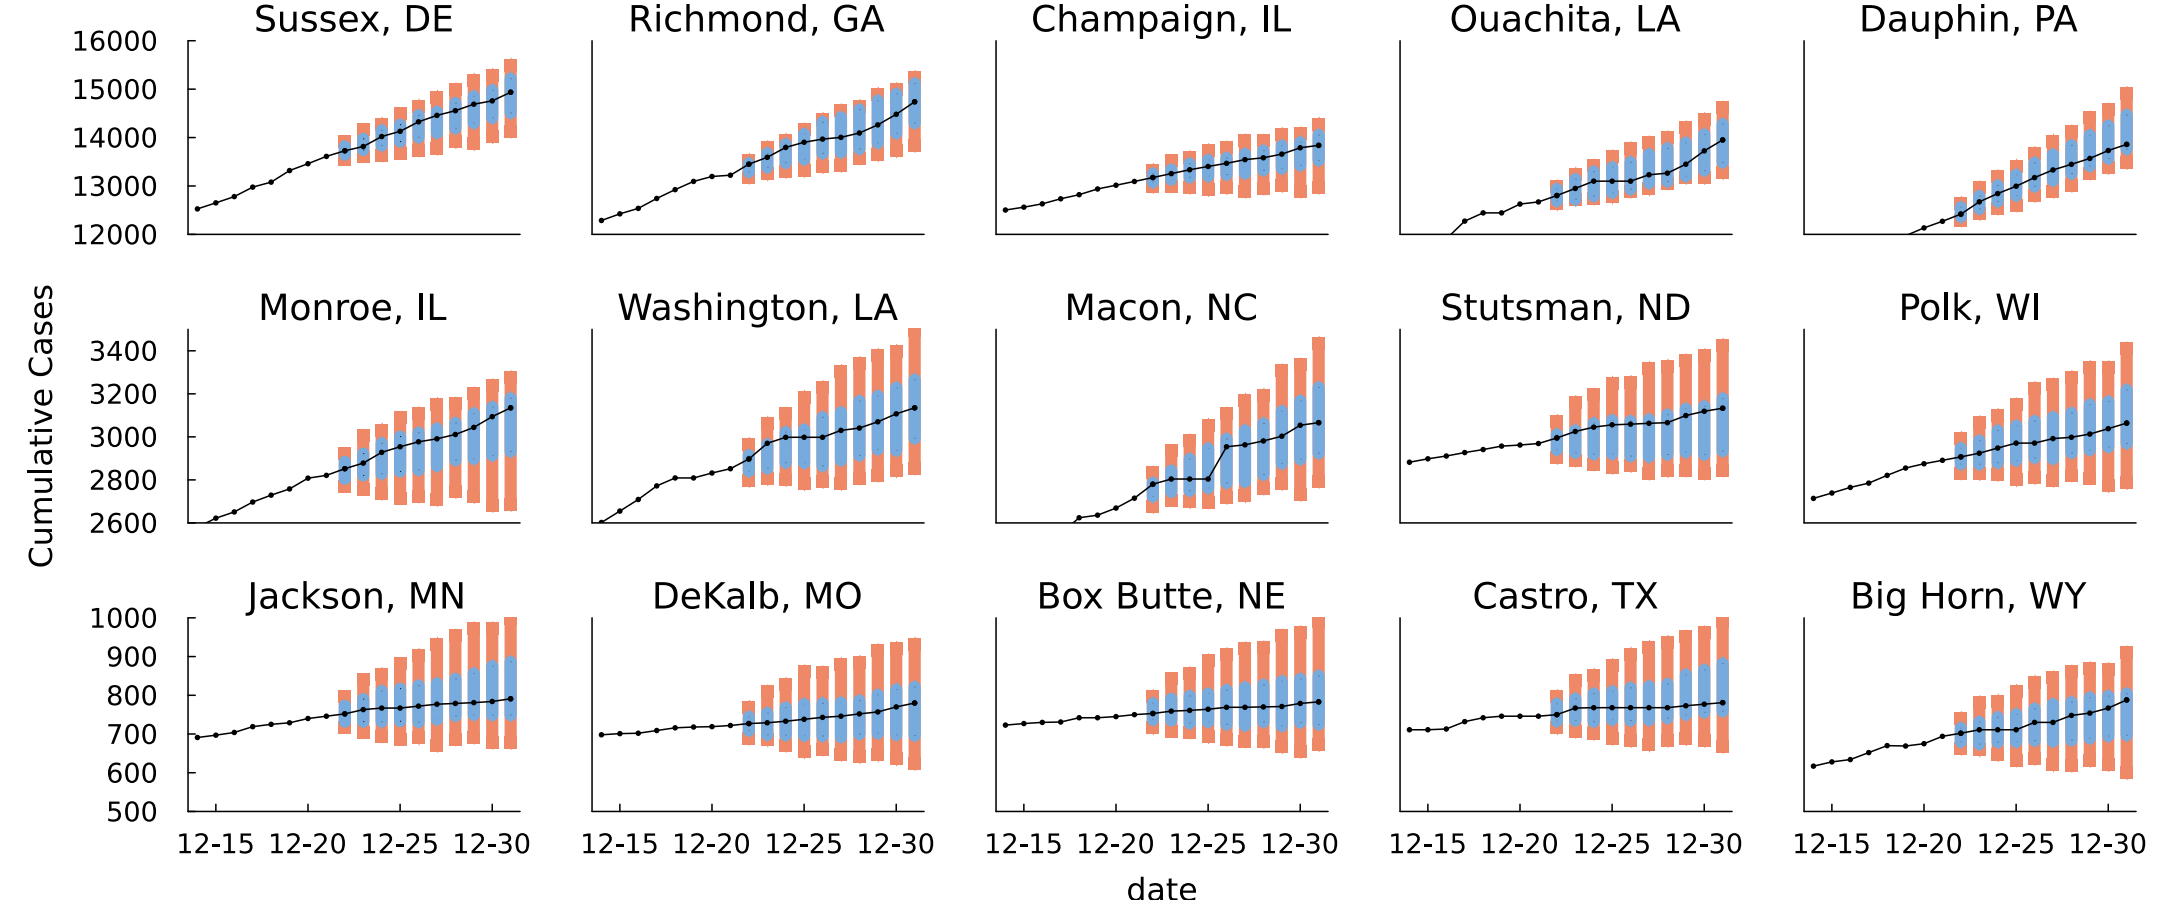 Sussex, DE Richmond, GA Champaign, IL Ouachita, LA Dauphin, PA
16000
15000
14000
13000
12000
Monroe, IL Washington, LA Macon, NC Stutsman, ND Polk, WI
Cumulative Cases
3400
3200
3000
2800
2600
Jackson, MN DeKalb, MO Box Butte, NE Castro, TX Big Horn, WY
1000
900
800
700
600
500
12-15 12-20 12-25 12-30 12-15 12-20 12-25 12-30 12-15 12-20 12-25 12-30 12-15 12-20 12-25 12-30 12-15 12-20 12-25 12-30
date